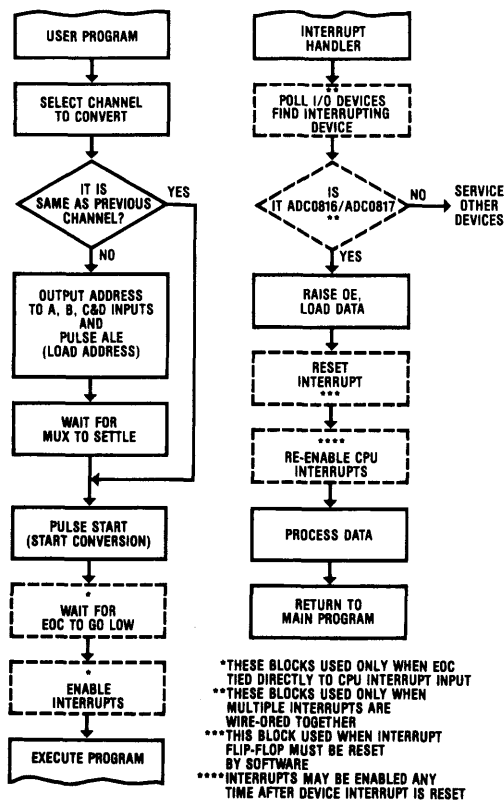 USER PROGRAM
SELECT CHANNEL
TO CONVERT
IT IS
SAME AS PREVIOUS
CHANNEL?
YES
NO
OUTPUT ADDRESS
TO A, B, C&D INPUTS
AND
PULSE ALE
(LOAD ADDRESS)
WAIT FOR
MUX TO SETTLE
PULSE START
(START CONVERSION)
*
WAIT FOR
EOC TO GO LOW
*
ENABLE
INTERRUPTS
EXECUTE PROGRAM
INTERRUPT
HANDLER
**
POLL I/O DEVICES
FIND INTERRUPTING
DEVICE
IS
IT ADC0816/ADC0817
**
NO
SERVICE
OTHER
DEVICES
YES
RAISE OE,
LOAD DATA
RESET
INTERRUPT
***
****
RE-ENABLE CPU
INTERRUPTS
PROCESS DATA
RETURN TO
MAIN PROGRAM
*THESE BLOCKS USED ONLY WHEN EOC
TIED DIRECTLY TO CPU INTERRUPT INPUT
**THESE BLOCKS USED ONLY WHEN
MULTIPLE INTERRUPTS ARE
WIRE-ORED TOGETHER
***THIS BLOCK USED WHEN INTERRUPT
FLIP-FLOP MUST BE RESET
BY SOFTWARE
****INTERRUPTS MAY BE ENABLED ANY
TIME AFTER DEVICE INTERRUPT IS RESET